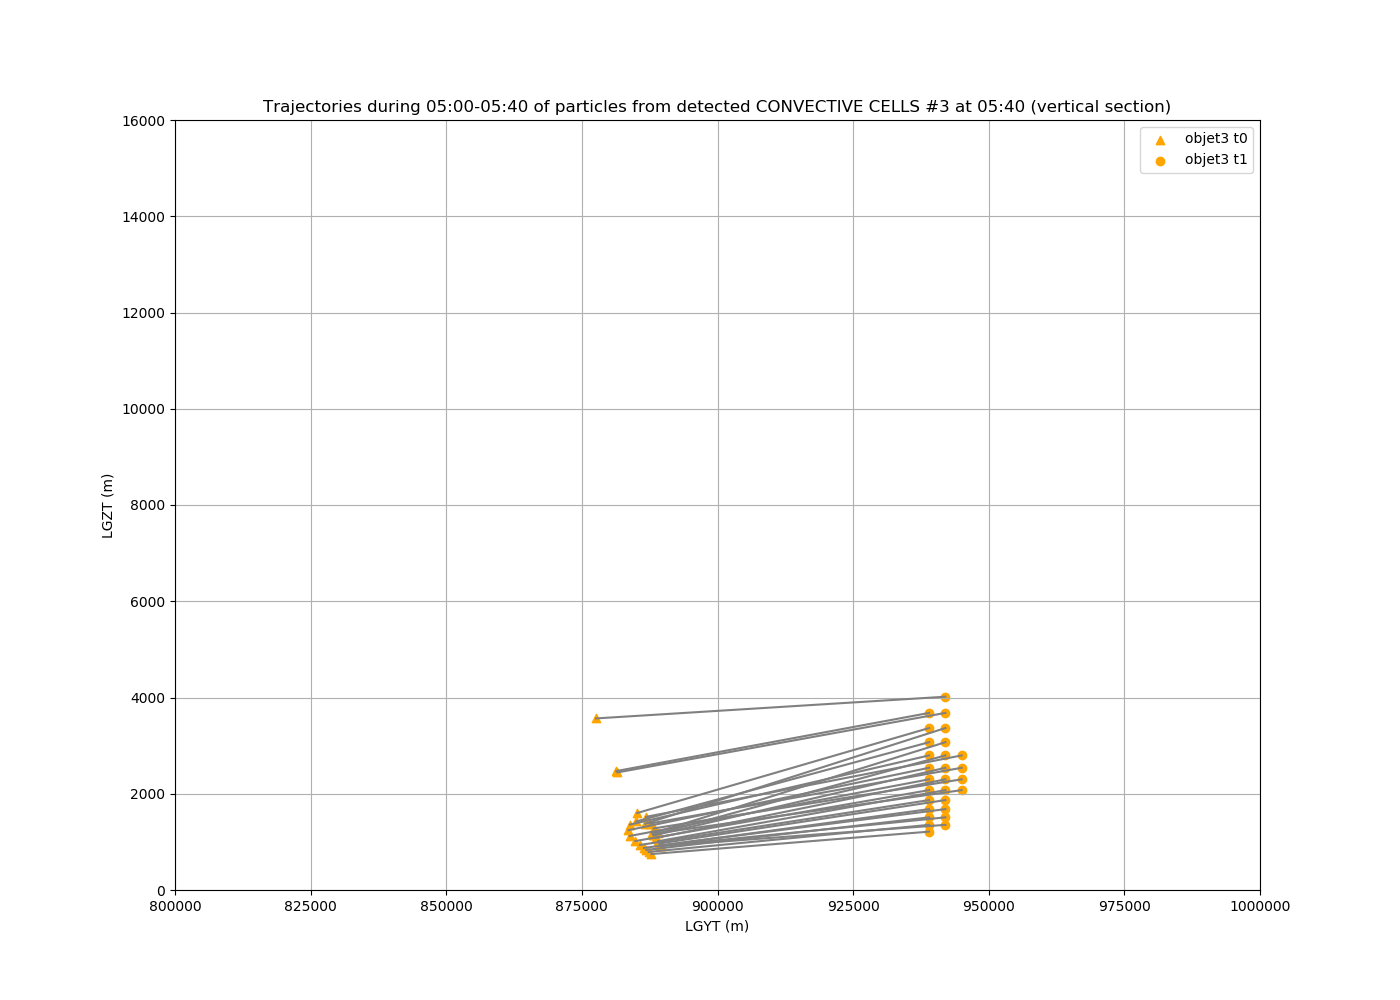 Trajectories during 05:00-05:40 of particles from detected CONVECTIVE CELLS #3 at 05:40 (vertical section)
objet3 t0
objet3 t1
16000
14000
12000
10000
8000
6000
4000
2000
0
LGZT (m)
800000 825000 850000 875000 900000 925000 950000 975000 1000000
LGYT (m)